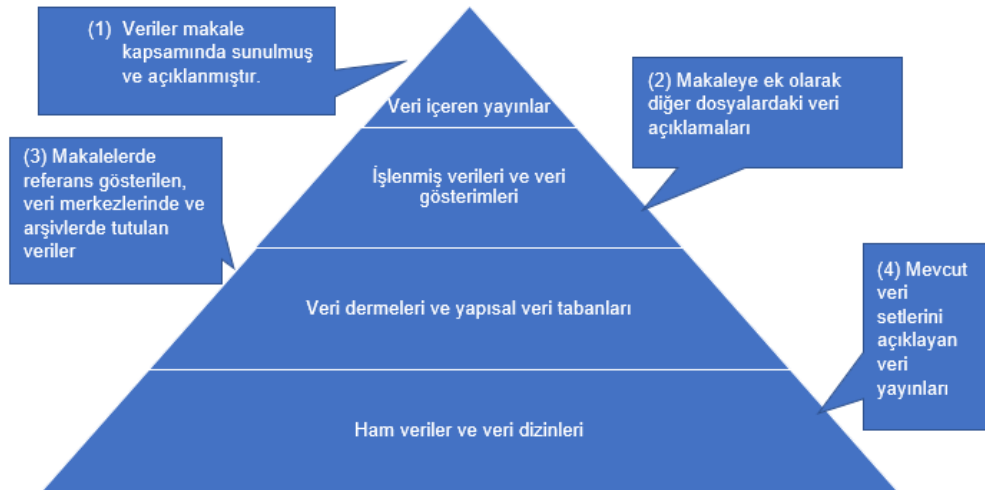 (1) Veriler makale
kapsamında sunulmuş
ve açıklanmıştır.
Veri içeren yayınlar
(2) Makaleye ek olarak
diğer dosyalardaki veri
açıklamaları
(3) Makalelerde
referans gösterilen,
veri merkezlerinde ve
arşivlerde tutulan
veriler
İşlenmiş verileri ve veri
gösterimleri
Veri dermeleri ve yapısal veri tabanları
(4) Mevcut
veri
setlerini
açıklayan
veri
yayınları
Ham veriler ve veri dizinleri